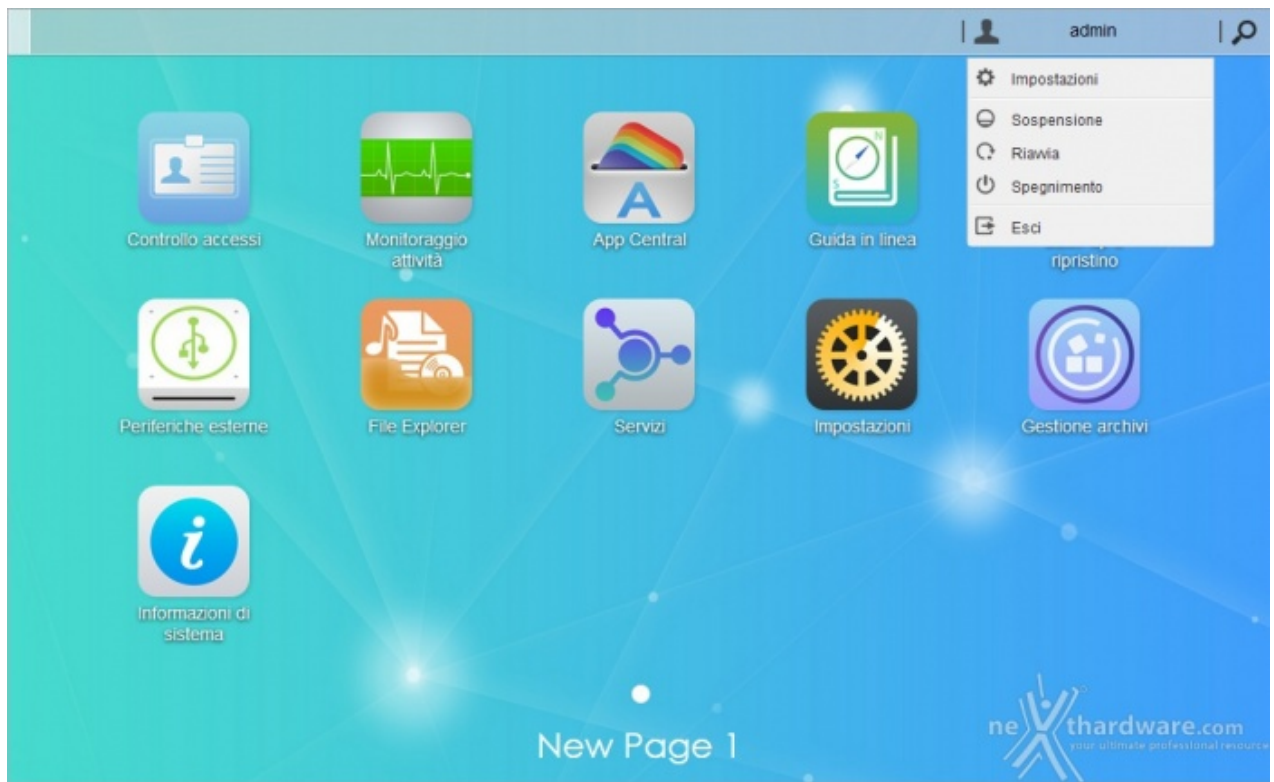 admin
Impostazioni
Sospensione
Riavvia
Spegnimento
Esci
Controllo accessi
Monitoraggio
attività
App Central
Guida in linea
ripristino
Periferiche esterne
File Explorer
Servizi
Impostazioni
Gestione archivi
Informazioni di
sistema
New Page 1
nexthardware.com
your ultimate professional resource